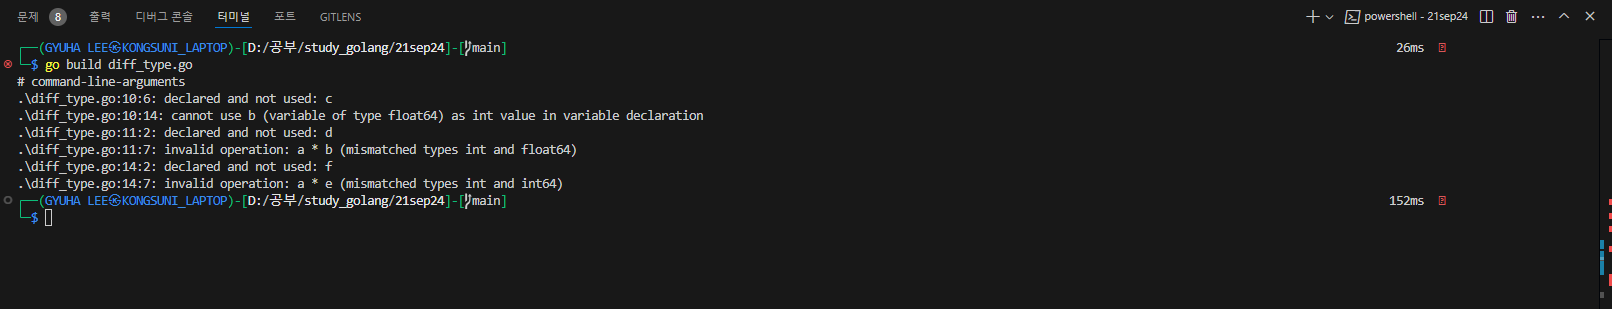 문제 8 출력 디버그 콘솔 터미널 포트 GITLENS powershell - 21sep24
(GYUHA LEE㉿KONGSUNI_LAPTOP)-[D:/공부/study_golang/21sep24]-[main] 26ms
$ go build diff_type.go
# command-line-arguments
.\diff_type.go:10:6: declared and not used: c
.\diff_type.go:10:14: cannot use b (variable of type float64) as int value in variable declaration
.\diff_type.go:11:2: declared and not used: d
.\diff_type.go:11:7: invalid operation: a * b (mismatched types int and float64)
.\diff_type.go:14:2: declared and not used: f
.\diff_type.go:14:7: invalid operation: a * e (mismatched types int and int64)
(GYUHA LEE㉿KONGSUNI_LAPTOP)-[D:/공부/study_golang/21sep24]-[main] 152ms
$